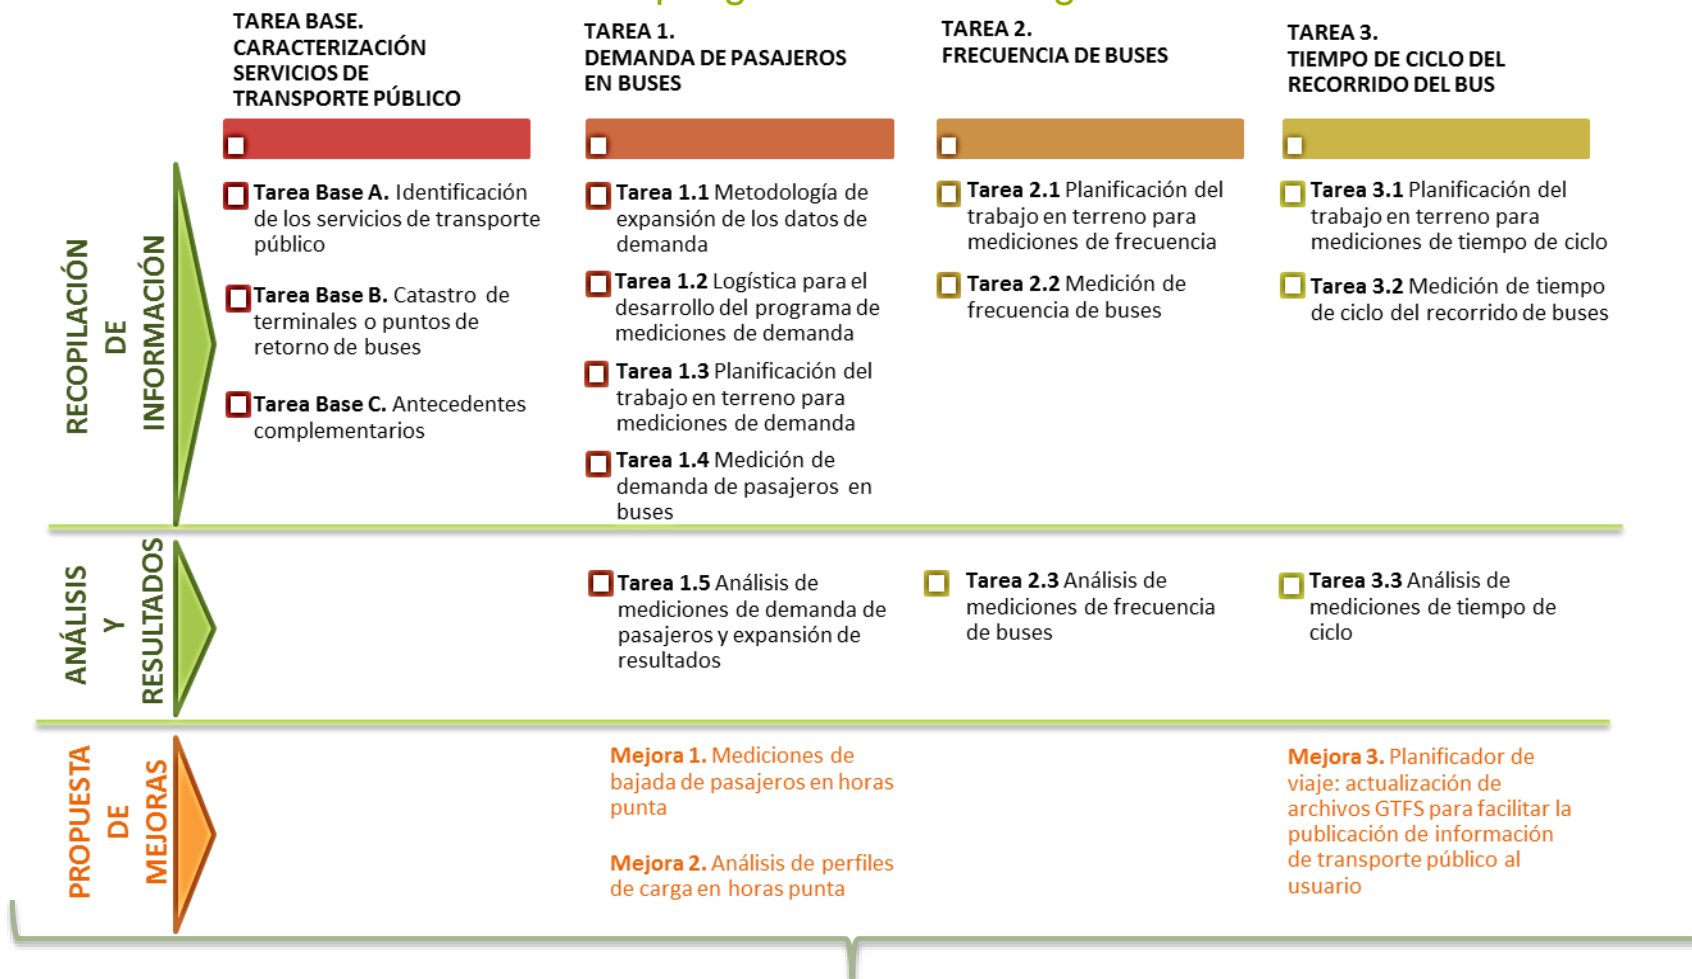 TAREA BASE.
CARACTERIZACIÓN
SERVICIOS DE
TRANSPORTE PÚBLICO
TAREA 1.
DEMANDA DE PASAJEROS
EN BUSES
TAREA 2.
FRECUENCIA DE BUSES
TAREA 3.
TIEMPO DE CICLO DEL
RECORRIDO DEL BUS
RECOPILACIÓN
DE
INFORMACIÓN
Tarea Base A. Identificación
de los servicios de transporte
público
Tarea Base B. Catastro de
terminales o puntos de
retorno de buses
Tarea Base C. Antecedentes
complementarios
Tarea 1.1 Metodología de
expansión de los datos de
demanda
Tarea 1.2 Logística para el
desarrollo del programa de
mediciones de demanda
Tarea 1.3 Planificación del
trabajo en terreno para
mediciones de demanda
Tarea 1.4 Medición de
demanda de pasajeros en
buses
Tarea 2.1 Planificación del
trabajo en terreno para
mediciones de frecuencia
Tarea 2.2 Medición de
frecuencia de buses
Tarea 3.1 Planificación del
trabajo en terreno para
mediciones de tiempo de ciclo
Tarea 3.2 Medición de tiempo
de ciclo del recorrido de buses
ANÁLISIS
Y
RESULTADOS
Tarea 1.5 Análisis de
mediciones de demanda de
pasajeros y expansión de
resultados
Tarea 2.3 Análisis de
mediciones de frecuencia
de buses
Tarea 3.3 Análisis de
mediciones de tiempo de
ciclo
PROPUESTA
DE
MEJORAS
Mejora 1. Mediciones de
bajada de pasajeros en horas
punta
Mejora 2. Análisis de perfiles
de carga en horas punta
Mejora 3. Planificador de
viaje: actualización de
archivos GTFS para facilitar la
publicación de información
de transporte público al
usuario